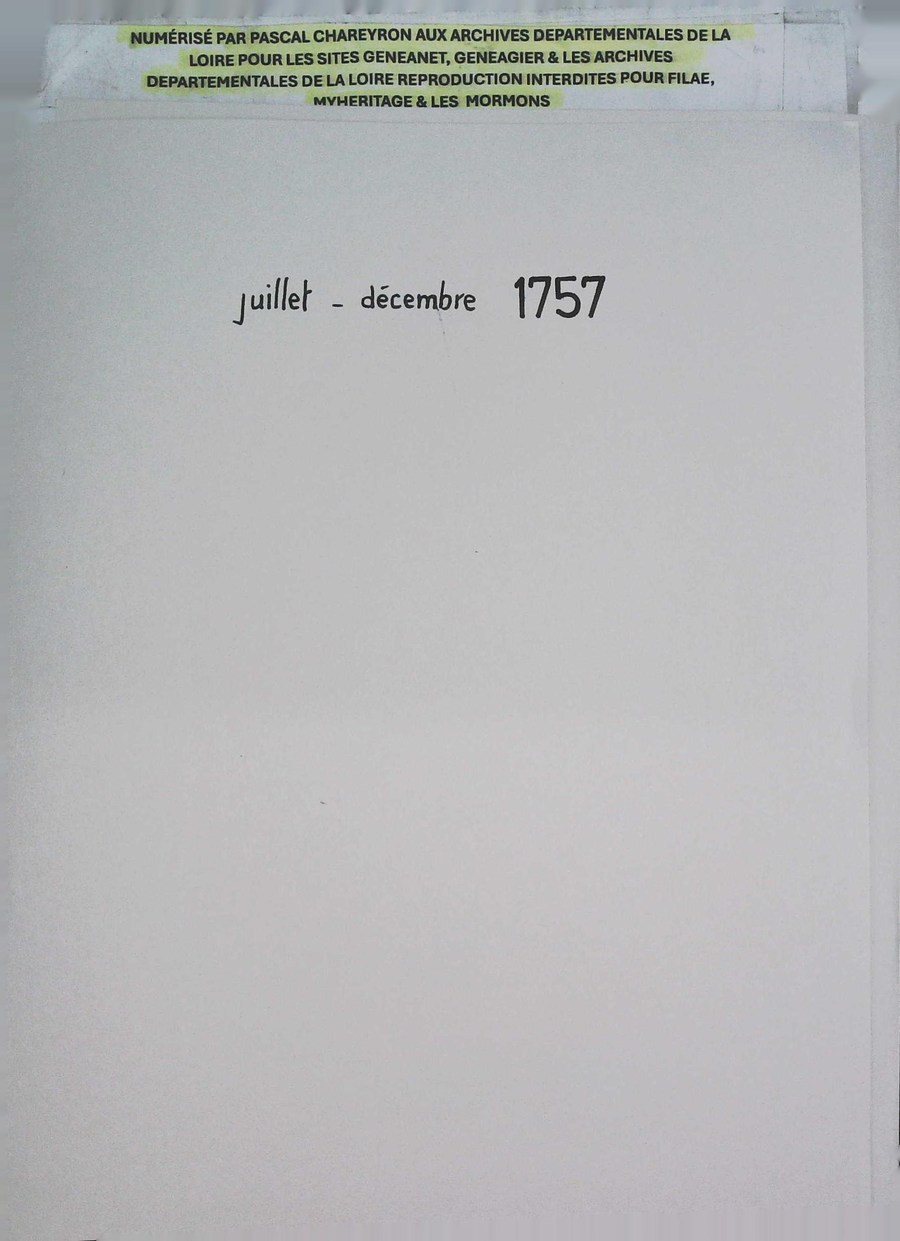 NUMÉRISÉ PAR PASCAL CHAREYRON AUX ARCHIVES DEPARTEMENTALES DE LA
LOIRE POUR LES SITES GENEANET, GENEAGIER & LES ARCHIVES
DEPARTEMENTALES DE LA LOIRE REPRODUCTION INTERDITES POUR FILAE,
MYHERITAGE & LES MORMONS
juillet - décembre 1757